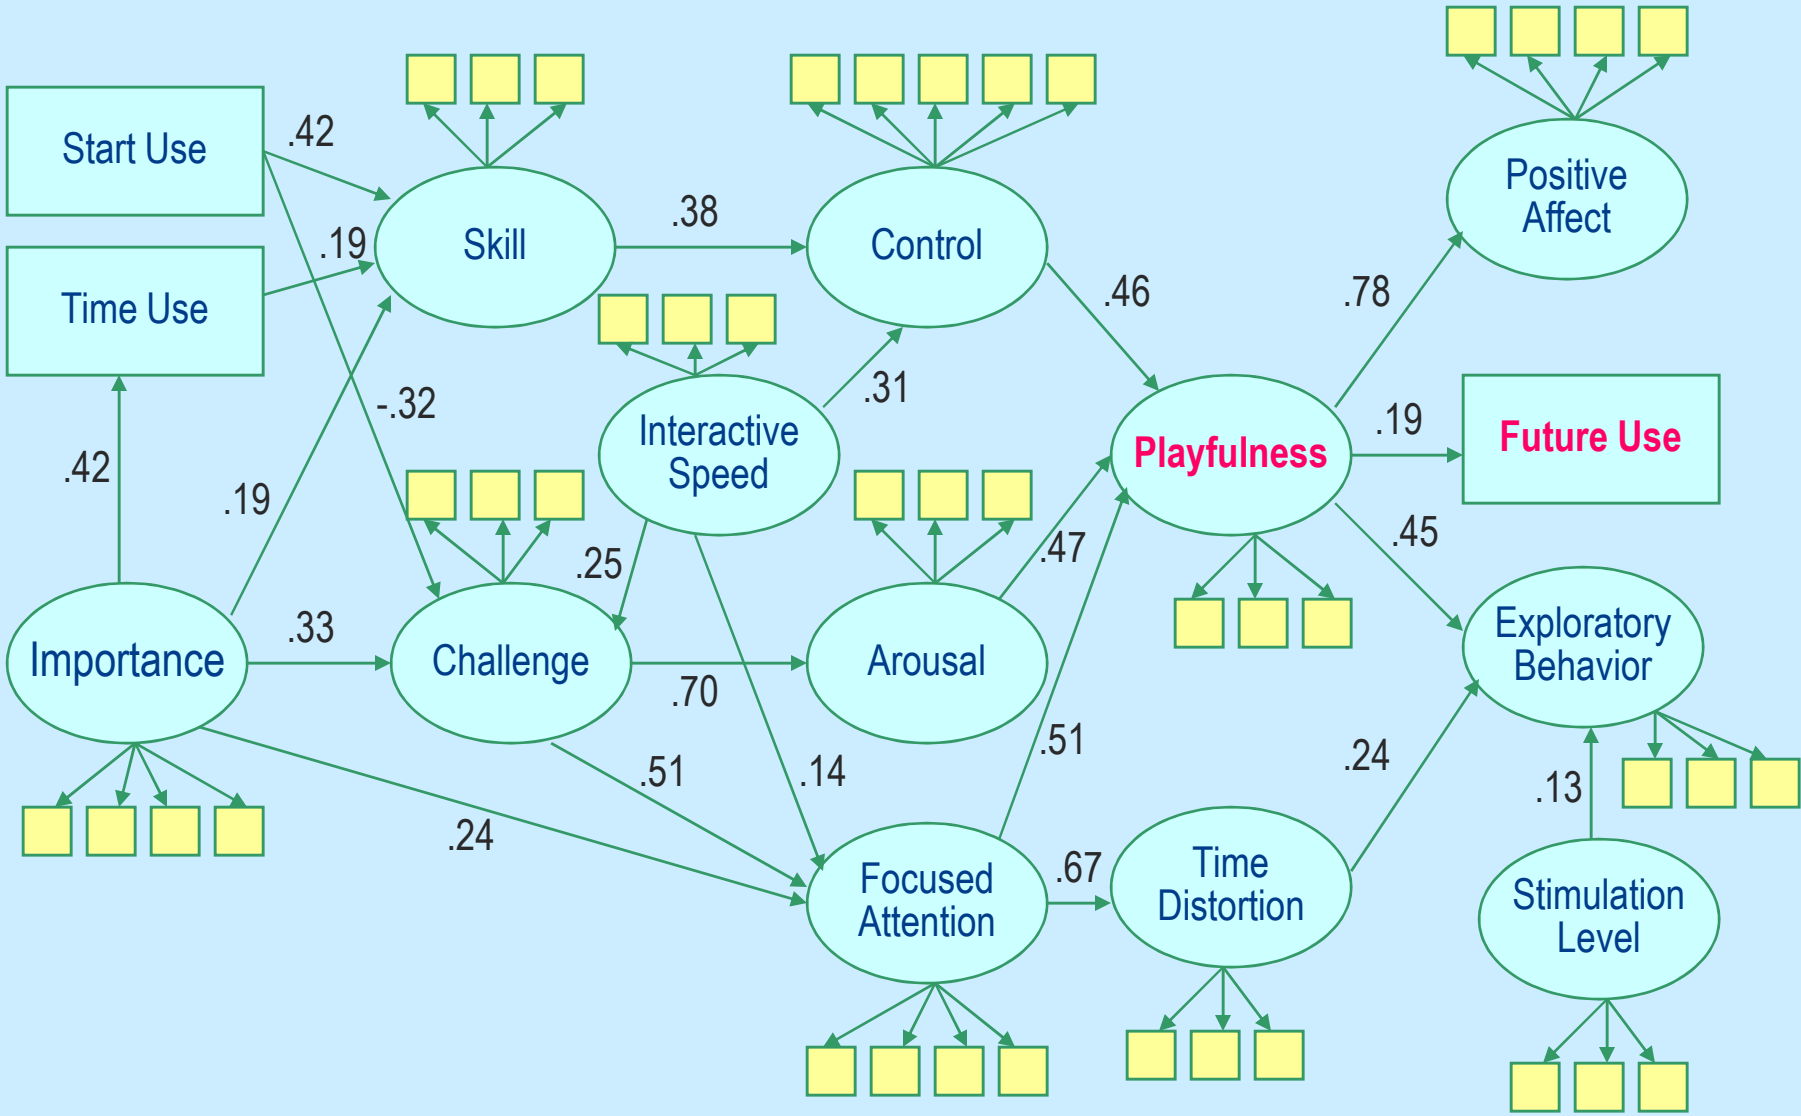 Start Use
.42
Skill
.38
Control
Positive
Affect
.19
Time Use
.46
.78
-.32
.31
Interactive
Speed
Playfulness
.19
Future Use
.42
.19
.25
.47
.45
Importance
.33
Challenge
.70
Arousal
Exploratory
Behavior
.51
.14
.51
.24
.13
.24
Focused
Attention
.67
Time
Distortion
Stimulation
Level